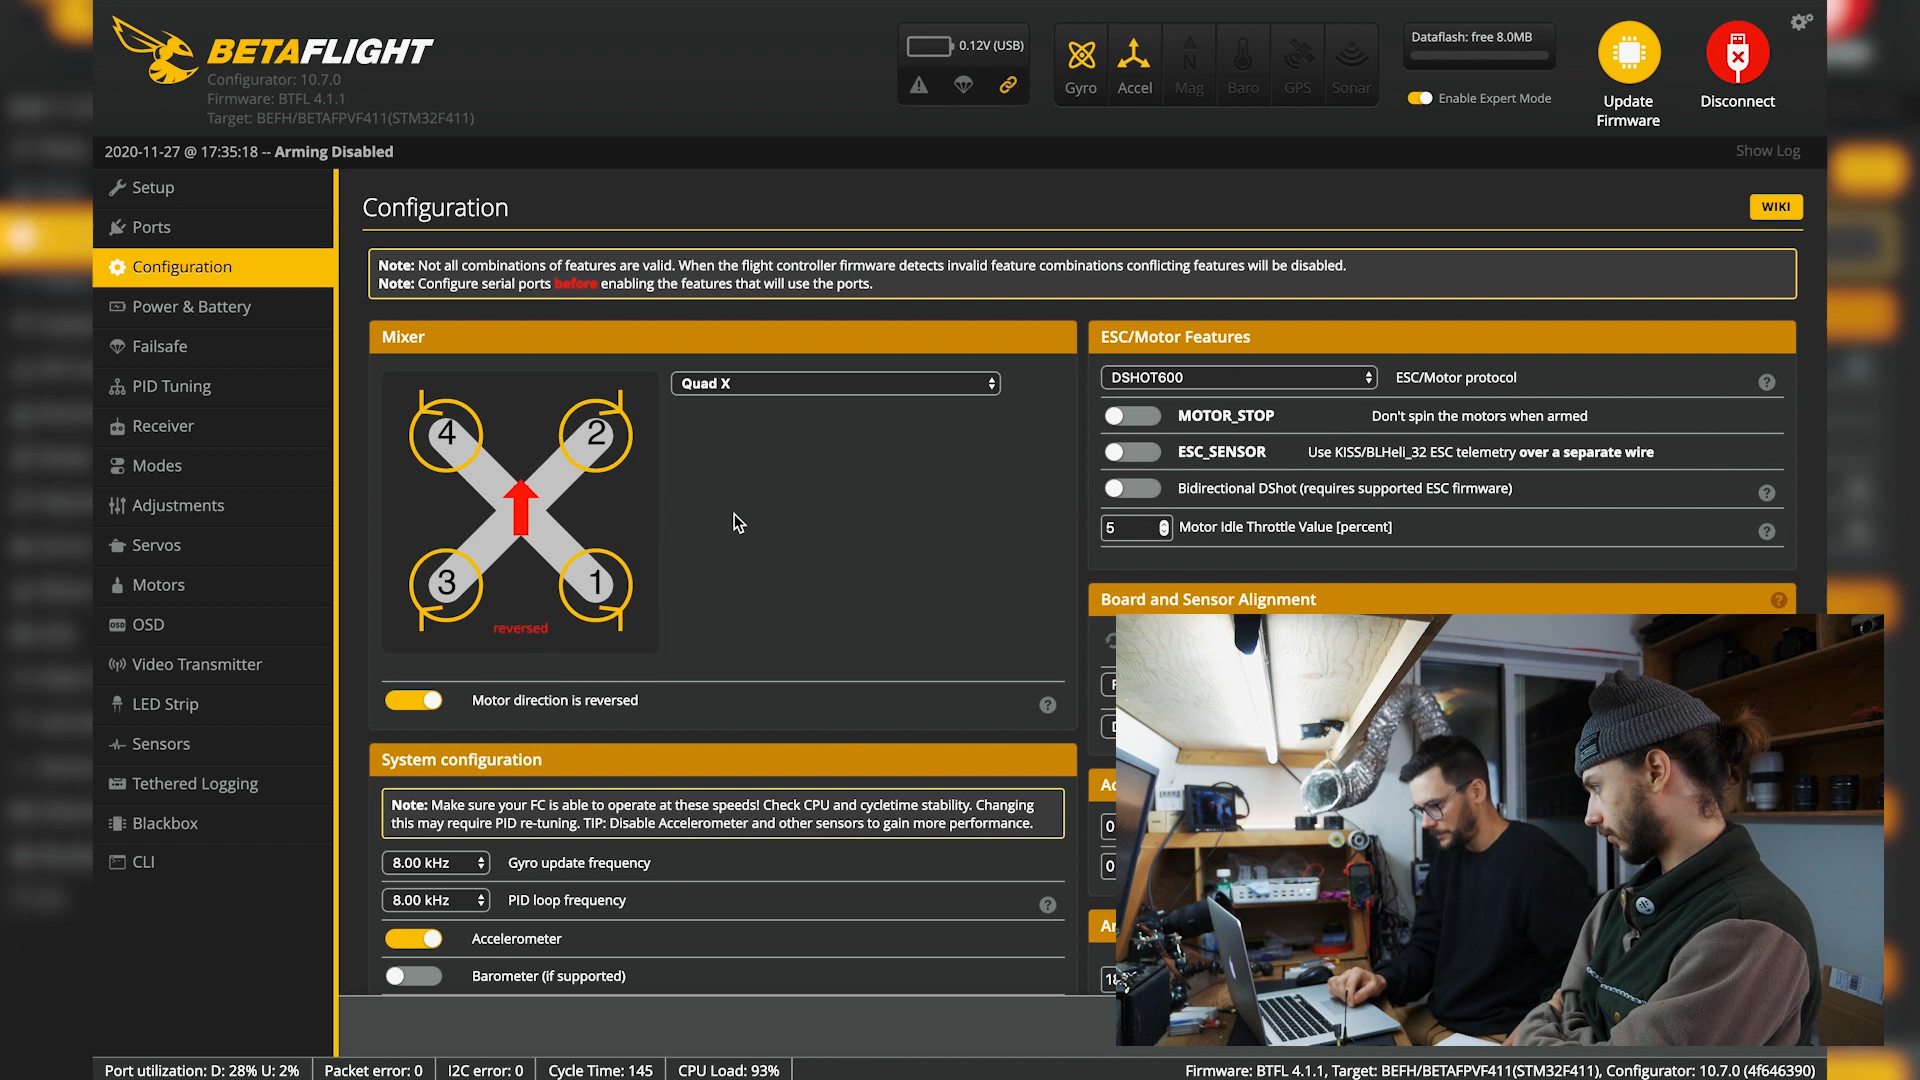 BETAFLIGHT
Configurator: 10.7.0
Firmware: BTFL 4.1.1
Target: BEFH/BETAFPVF411(STM32F411)
0.12V (USB)
Gyro
Accel
Mag
Baro
GPS
Sonar
Dataflash: free 8.0MB
Enable Expert Mode
Update
Firmware
Disconnect
2020-11-27 @ 17:35:18 -- Arming Disabled
Show Log
Setup
Ports
Configuration
Power & Battery
Failsafe
PID Tuning
Receiver
Modes
Adjustments
Servos
Motors
OSD
Video Transmitter
LED Strip
Sensors
Tethered Logging
Blackbox
CLI
Configuration
WIKI
Note: Not all combinations of features are valid. When the flight controller firmware detects invalid feature combinations conflicting features will be disabled.
Note: Configure serial ports before enabling the features that will use the ports.
Mixer
Quad X
4
2
3
1
reversed
Motor direction is reversed
System configuration
Note: Make sure your FC is able to operate at these speeds! Check CPU and cycletime stability. Changing
this may require PID re-tuning. TIP: Disable Accelerometer and other sensors to gain more performance.
8.00 kHz Gyro update frequency
8.00 kHz PID loop frequency
Accelerometer
Barometer (if supported)
ESC/Motor Features
DSHOT600 ESC/Motor protocol
MOTOR_STOP Don't spin the motors when armed
ESC_SENSOR Use KISS/BLHeli_32 ESC telemetry over a separate wire
Bidirectional DShot (requires supported ESC firmware)
5 Motor Idle Throttle Value [percent]
Board and Sensor Alignment
Port utilization: D: 28% U: 2%
Packet error: 0
I2C error: 0
Cycle Time: 145
CPU Load: 93%
Firmware: BTFL 4.1.1, Target: BEFH/BETAFPVF411(STM32F411), Configurator: 10.7.0 (4f646390)